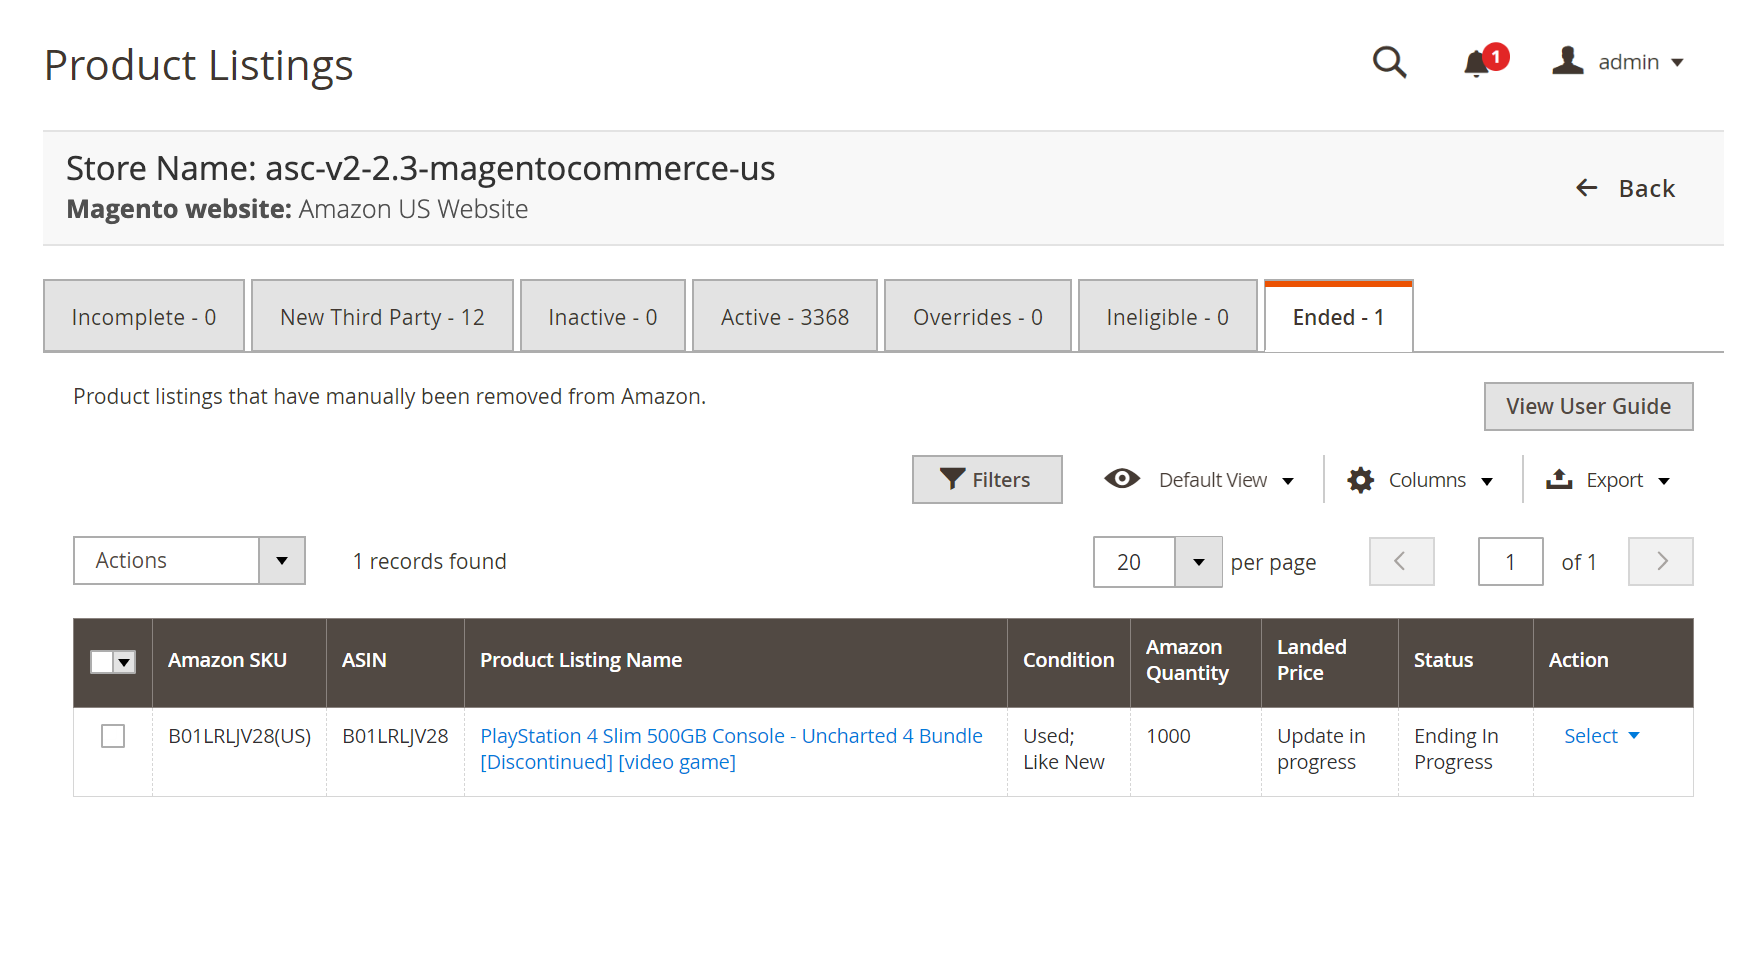 Product Listings
1
admin
Store Name: asc-v2-2.3-magentocommerce-us
Magento website: Amazon US Website
Back
Incomplete - 0
New Third Party - 12
Inactive - 0
Active - 3368
Overrides - 0
Ineligible - 0
Ended - 1
Product listings that have manually been removed from Amazon.
View User Guide
Filters
Default View
Columns
Export
Actions
1 records found
20
per page
1
of 1
Amazon SKU
ASIN
Product Listing Name
Condition
Amazon
Quantity
Landed
Price
Status
Action
B01LRLJV28(US)
B01LRLJV28
PlayStation 4 Slim 500GB Console - Uncharted 4 Bundle
[Discontinued] [video game]
Used;
Like New
1000
Update in
progress
Ending In
Progress
Select